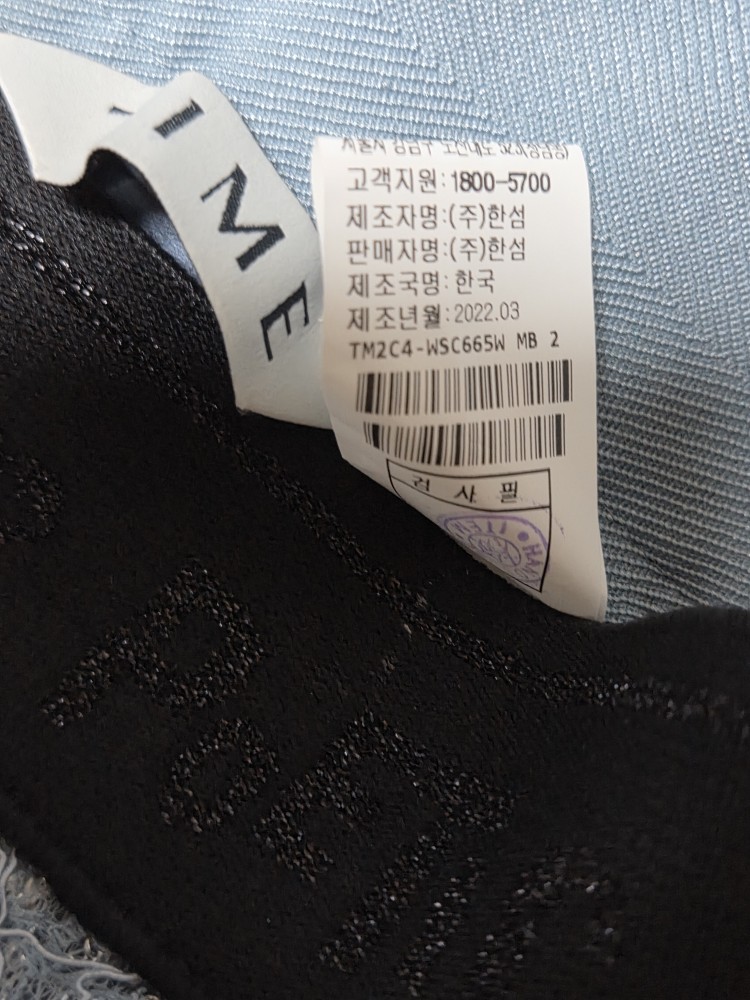 IME
고객지원:1800-5700
제조자명:(주)한섬
판매자명:(주)한섬
제조국명:한국
제조년월:2022.03
TM2C4-WSC665W MB 2
검사필